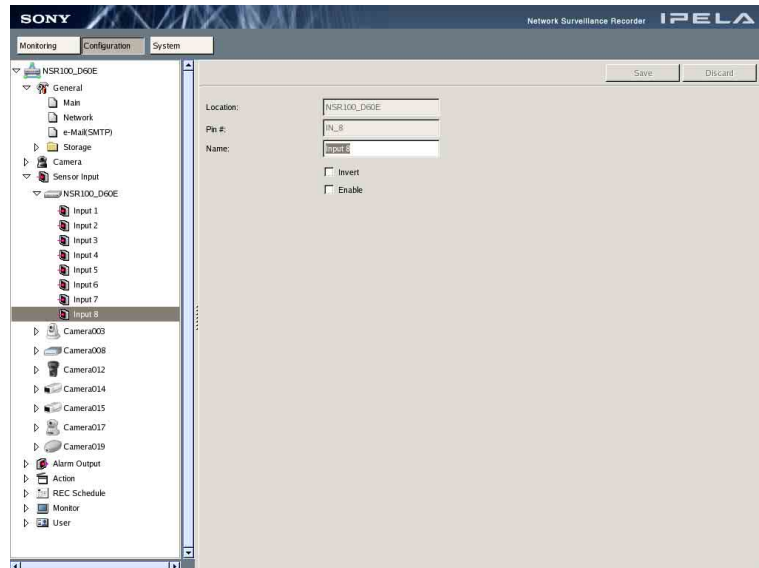 SONY
Network Surveillance Recorder IPELA
Monitoring Configuration System
NSR100_D60E
General
Main
Network
e-Mail(SMTP)
Storage
Camera
Sensor Input
NSR100_D60E
Input 1
Input 2
Input 3
Input 4
Input 5
Input 6
Input 7
Input 8
Camera003
Camera008
Camera012
Camera014
Camera015
Camera017
Camera019
Alarm Output
Action
REC Schedule
Monitor
User
Save Discard
Location: NSR100_D60E
Pin #: IN_8
Name: Input 8
Invert
Enable